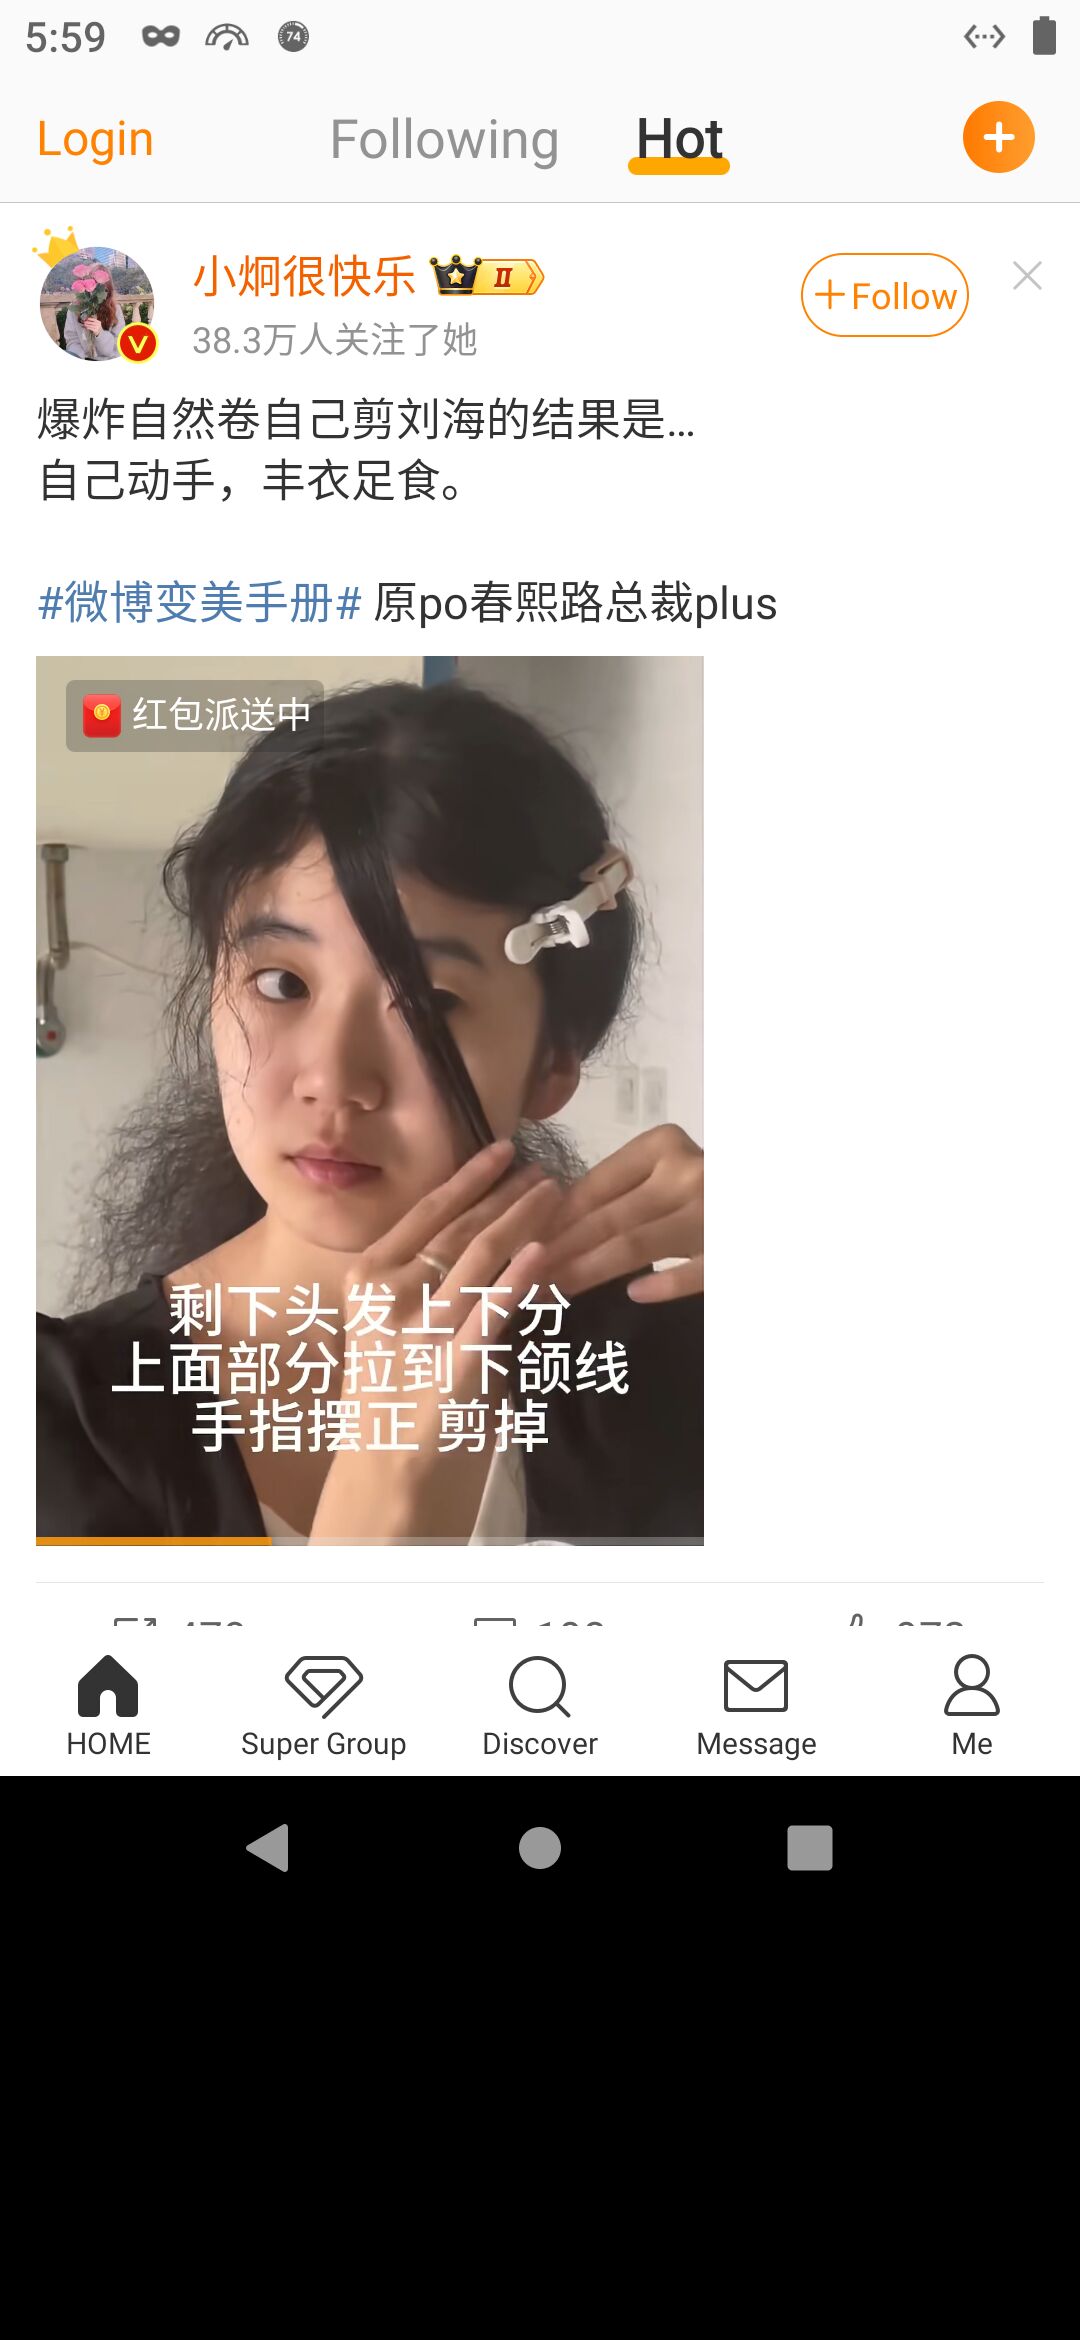 5:59
74
Login
Following
Hot
小炯很快乐
II
+Follow
38.3万人关注了她
爆炸自然卷自己剪刘海的结果是...
自己动手，丰衣足食。
#微博变美手册# 原po春熙路总裁plus
红包派送中
剩下头发上下分
上面部分拉到下颌线
手指摆正 剪掉
HOME
Super Group
Discover
Message
Me